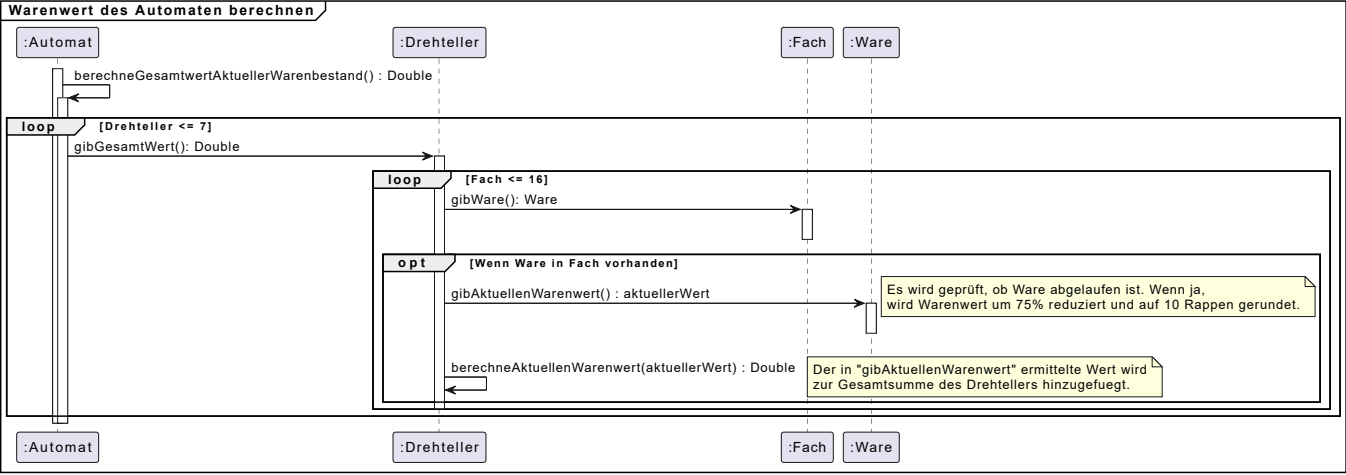 Warenwert des Automaten berechnen
:Automat
:Drehteller
:Fach
:Ware
berechneGesamtwertAktuellerWarenbestand() : Double
loop
[Drehteller <= 7]
gibGesamtWert(): Double
loop
[Fach <= 16]
gibWare(): Ware
opt
[Wenn Ware in Fach vorhanden]
gibAktuellenWarenwert() : aktuellerWert
Es wird geprüft, ob Ware abgelaufen ist. Wenn ja,
wird Warenwert um 75% reduziert und auf 10 Rappen gerundet.
berechneAktuellenWarenwert(aktuellerWert) : Double
Der in "gibAktuellenWarenwert" ermittelte Wert wird
zur Gesamtsumme des Drehtellers hinzugefuegt.
:Automat
:Drehteller
:Fach
:Ware